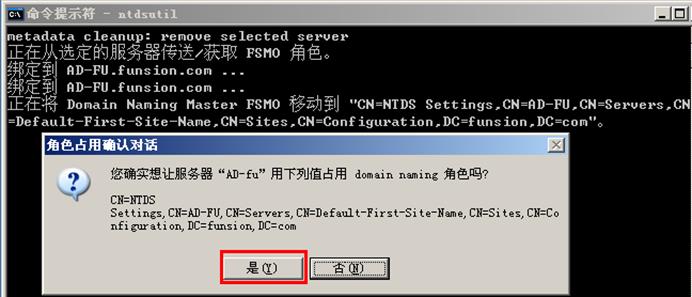 命令提示符 - ntdsutil
metadata cleanup: remove selected server
正在从选定的服务器传送/获取 FSMO 角色。
绑定到 AD-FU.funsion.com ...
绑定到 AD-FU.funsion.com ...
正在将 Domain Naming Master FSMO 移动到 "CN=NTDS Settings,CN=AD-FU,CN=Servers,CN
=Default-First-Site-Name,CN=Sites,CN=Configuration,DC=funsion,DC=com"。
角色占用确认对话
您确实想让服务器“AD-fu”用下列值占用 domain naming 角色吗?
CN=NTDS
Settings,CN=AD-FU,CN=Servers,CN=Default-First-Site-Name,CN=Sites,CN=Co
nfiguration,DC=funsion,DC=com
是(Y)
否(N)